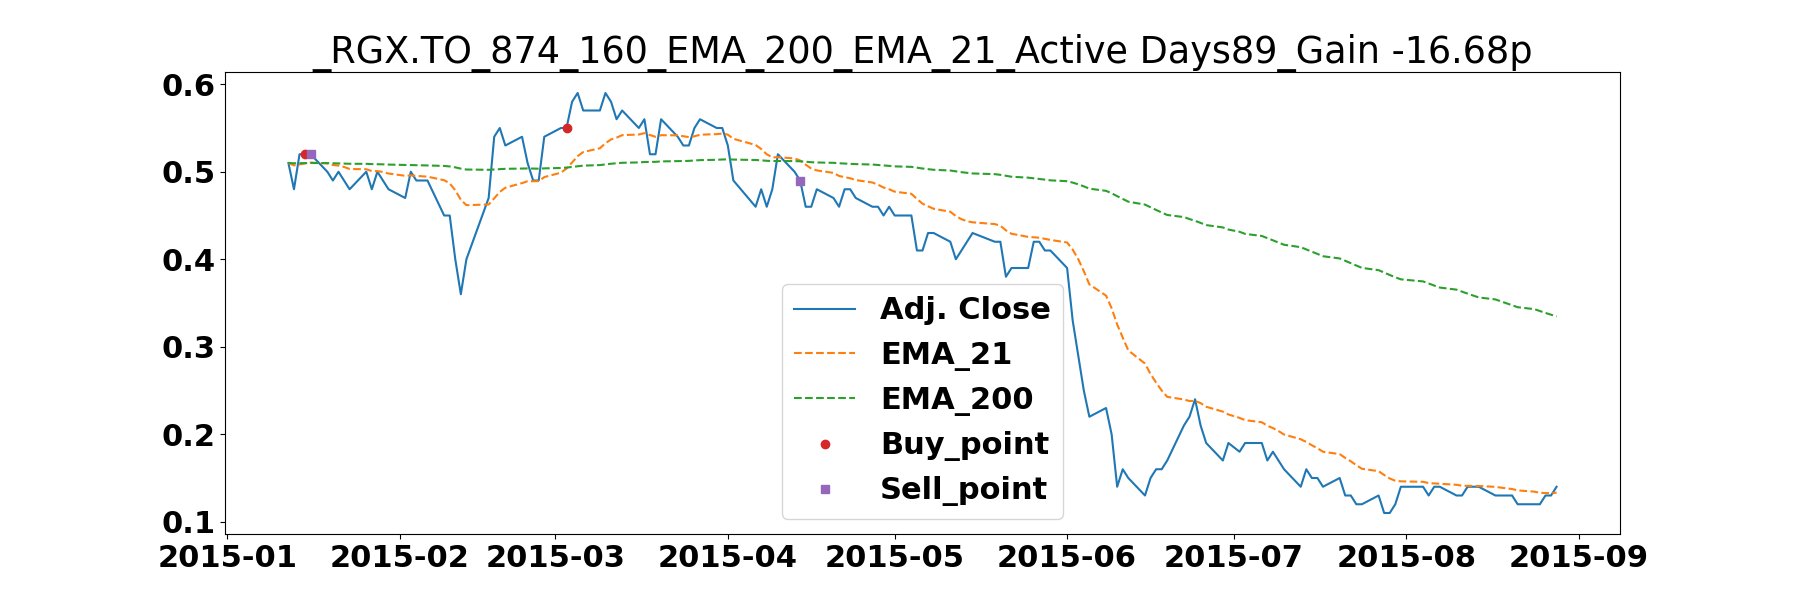 _RGX.TO_874_160_EMA_200_EMA_21_Active Days89_Gain -16.68p
0.6
0.5
0.4
0.3
0.2
0.1
Adj. Close
EMA_21
EMA_200
Buy_point
Sell_point
2015-01 2015-02 2015-03 2015-04 2015-05 2015-06 2015-07 2015-08 2015-09